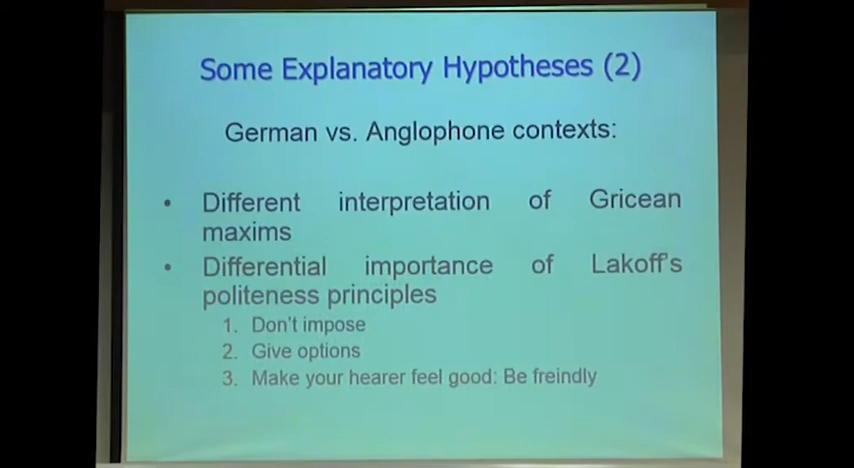 Some Explanatory Hypotheses (2)
German vs. Anglophone contexts:
• Different interpretation of Gricean
maxims
• Differential importance of Lakoff's
politeness principles
1. Don't impose
2. Give options
3. Make your hearer feel good: Be freindly